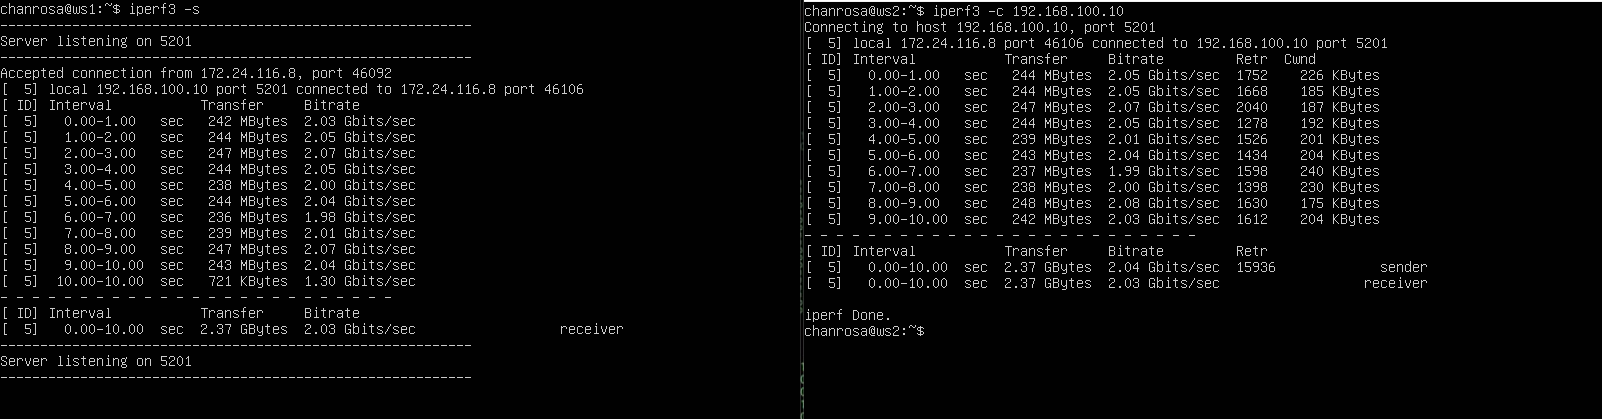 chanrosa@ws1:~$ iperf3 -s
-----------------------------------------------------------
Server listening on 5201
-----------------------------------------------------------
Accepted connection from 172.24.116.8, port 46092
[  5] local 192.168.100.10 port 5201 connected to 172.24.116.8 port 46106
[ ID] Interval           Transfer     Bitrate
[  5]   0.00-1.00   sec   242 MBytes  2.03 Gbits/sec
[  5]   1.00-2.00   sec   244 MBytes  2.05 Gbits/sec
[  5]   2.00-3.00   sec   247 MBytes  2.07 Gbits/sec
[  5]   3.00-4.00   sec   244 MBytes  2.05 Gbits/sec
[  5]   4.00-5.00   sec   238 MBytes  2.00 Gbits/sec
[  5]   5.00-6.00   sec   244 MBytes  2.04 Gbits/sec
[  5]   6.00-7.00   sec   236 MBytes  1.98 Gbits/sec
[  5]   7.00-8.00   sec   239 MBytes  2.01 Gbits/sec
[  5]   8.00-9.00   sec   247 MBytes  2.07 Gbits/sec
[  5]   9.00-10.00  sec   243 MBytes  2.04 Gbits/sec
[  5]  10.00-10.00  sec   721 KBytes  1.30 Gbits/sec
- - - - - - - - - - - - - - - - - - - - - - - - -
[ ID] Interval           Transfer     Bitrate
[  5]   0.00-10.00  sec  2.37 GBytes  2.03 Gbits/sec                  receiver
-----------------------------------------------------------
Server listening on 5201
-----------------------------------------------------------
chanrosa@ws2:~$ iperf3 -c 192.168.100.10
Connecting to host 192.168.100.10, port 5201
[  5] local 172.24.116.8 port 46106 connected to 192.168.100.10 port 5201
[ ID] Interval           Transfer     Bitrate         Retr  Cwnd
[  5]   0.00-1.00   sec   244 MBytes  2.05 Gbits/sec  1752    226 KBytes
[  5]   1.00-2.00   sec   244 MBytes  2.05 Gbits/sec  1668    185 KBytes
[  5]   2.00-3.00   sec   247 MBytes  2.07 Gbits/sec  2040    187 KBytes
[  5]   3.00-4.00   sec   244 MBytes  2.05 Gbits/sec  1278    192 KBytes
[  5]   4.00-5.00   sec   239 MBytes  2.01 Gbits/sec  1526    201 KBytes
[  5]   5.00-6.00   sec   243 MBytes  2.04 Gbits/sec  1434    204 KBytes
[  5]   6.00-7.00   sec   237 MBytes  1.99 Gbits/sec  1598    240 KBytes
[  5]   7.00-8.00   sec   238 MBytes  2.00 Gbits/sec  1398    230 KBytes
[  5]   8.00-9.00   sec   248 MBytes  2.08 Gbits/sec  1630    175 KBytes
[  5]   9.00-10.00  sec   242 MBytes  2.03 Gbits/sec  1612    204 KBytes
- - - - - - - - - - - - - - - - - - - - - - - - -
[ ID] Interval           Transfer     Bitrate         Retr
[  5]   0.00-10.00  sec  2.37 GBytes  2.04 Gbits/sec  15936             sender
[  5]   0.00-10.00  sec  2.37 GBytes  2.03 Gbits/sec                  receiver
iperf Done.
chanrosa@ws2:~$